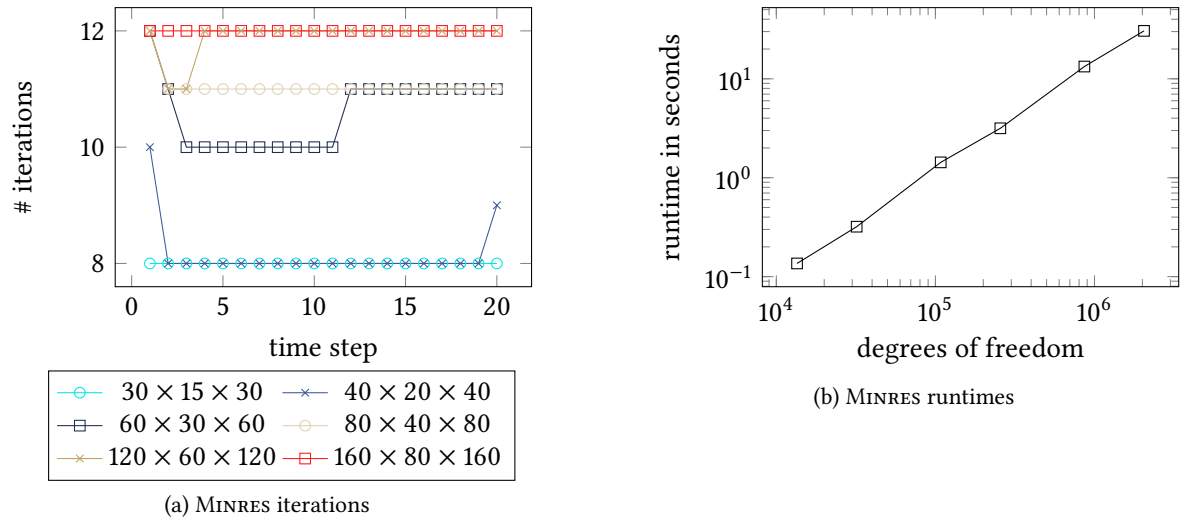 12
10
8
# iterations
0 5 10 15 20
time step
30 × 15 × 30 40 × 20 × 40
60 × 30 × 60 80 × 40 × 80
120 × 60 × 120 160 × 80 × 160
(a) MINRES iterations
10^1
10^0
10^−1
runtime in seconds
10^4 10^5 10^6
degrees of freedom
(b) MINRES runtimes